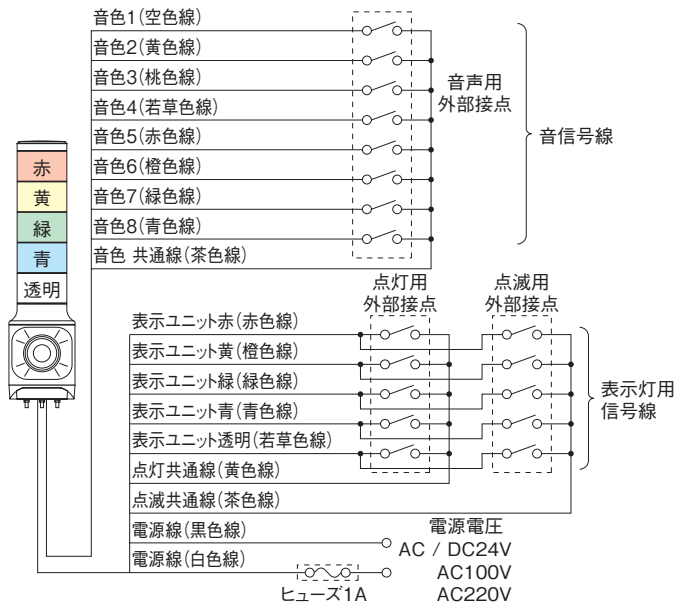 音色1(空色線)
音色2(黄色線)
音色3(桃色線)
音色4(若草色線)
音色5(赤色線)
音色6(橙色線)
音色7(緑色線)
音色8(青色線)
音色 共通線(茶色線)
音声用
外部接点
音信号線
赤
黄
緑
青
透明
点灯用
外部接点
点滅用
外部接点
表示ユニット赤(赤色線)
表示ユニット黄(橙色線)
表示ユニット緑(緑色線)
表示ユニット青(青色線)
表示ユニット透明(若草色線)
点灯共通線(黄色線)
点滅共通線(茶色線)
表示灯用
信号線
電源線(黒色線)
電源線(白色線)
ヒューズ1A
電源電圧
AC / DC24V
AC100V
AC220V